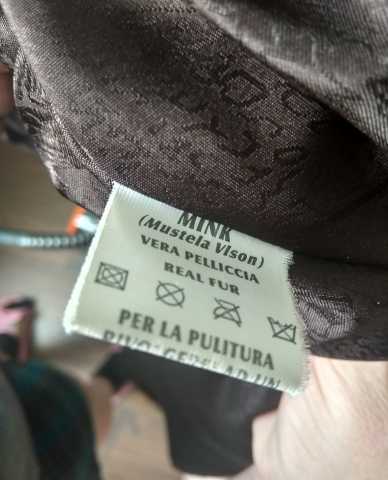 MINK
(Mustela Vison)
VERA PELLICCIA
REAL FUR
PER LA PULITURA